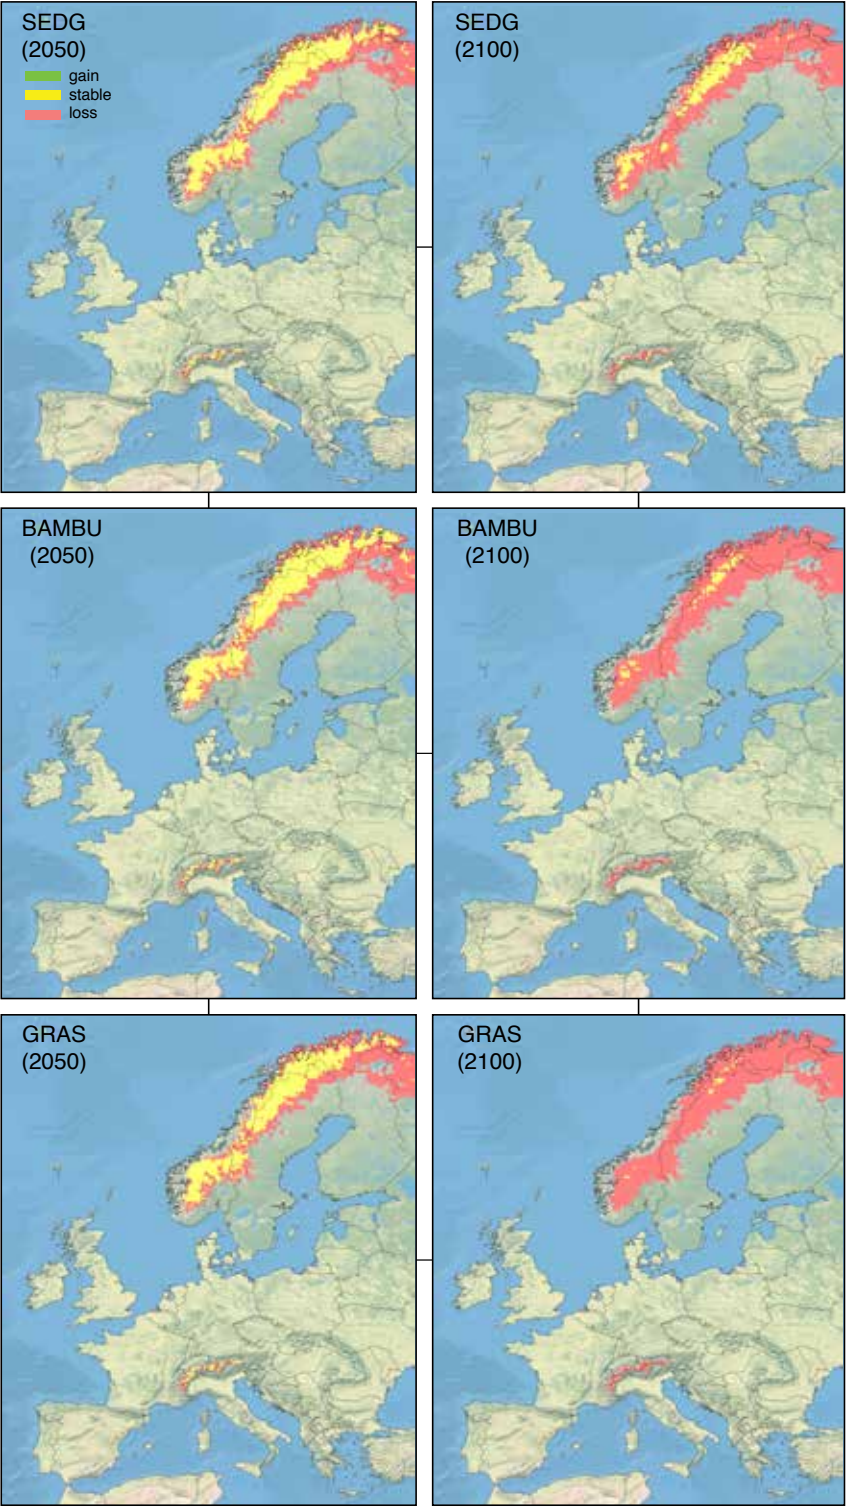 SEDG
(2050)
gain
stable
loss
SEDG
(2100)
BAMBU
(2050)
BAMBU
(2100)
GRAS
(2050)
GRAS
(2100)